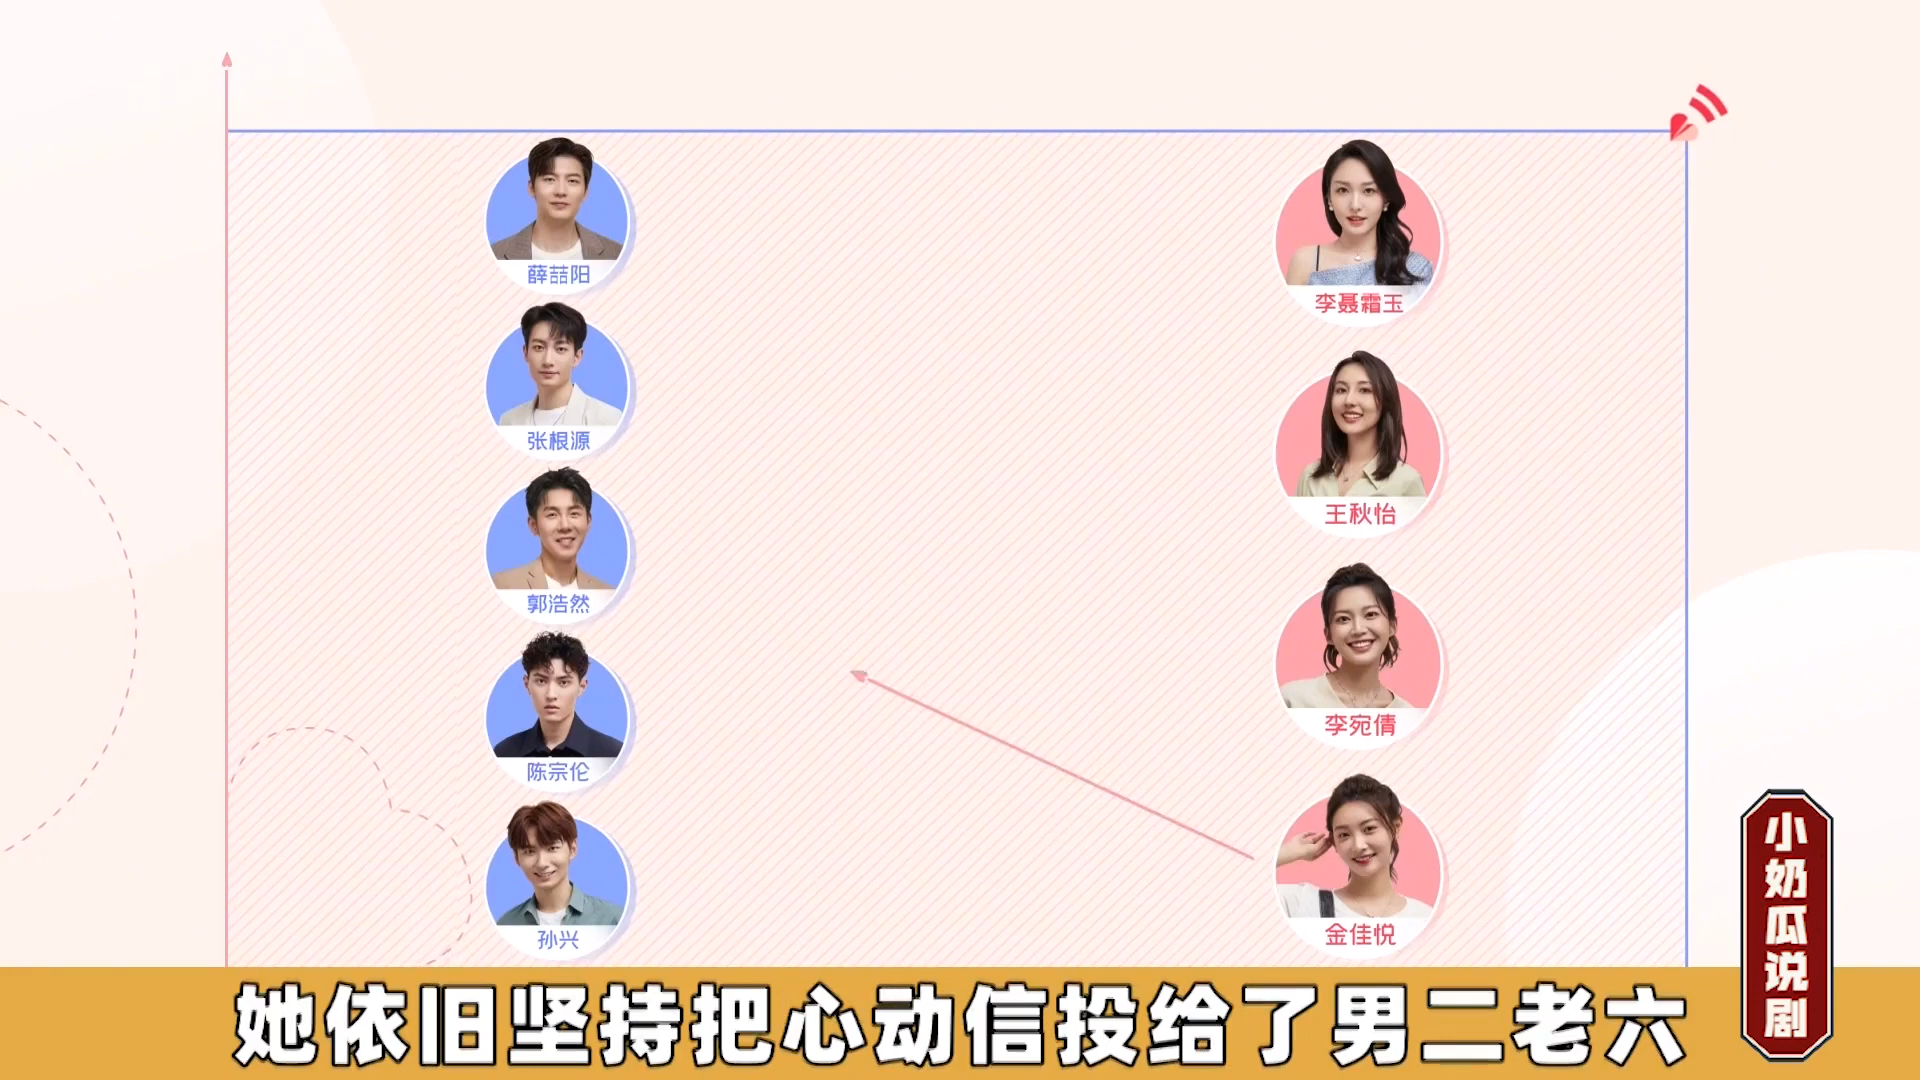 薛喆阳
张根源
郭浩然
陈宗伦
孙兴
李聂霜玉
王秋怡
李宛倩
金佳悦
小奶瓜说剧
她依旧坚持把心动信投给了男二老六